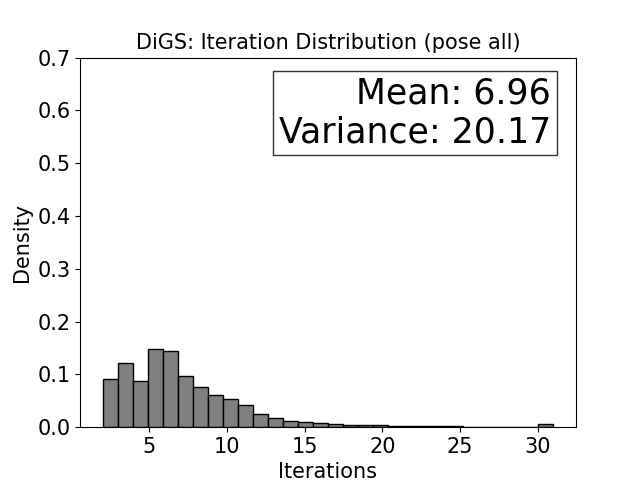 DiGS: Iteration Distribution (pose all)
Mean: 6.96
Variance: 20.17
Density
0.7
0.6
0.5
0.4
0.3
0.2
0.1
0.0
5 10 15 20 25 30
Iterations